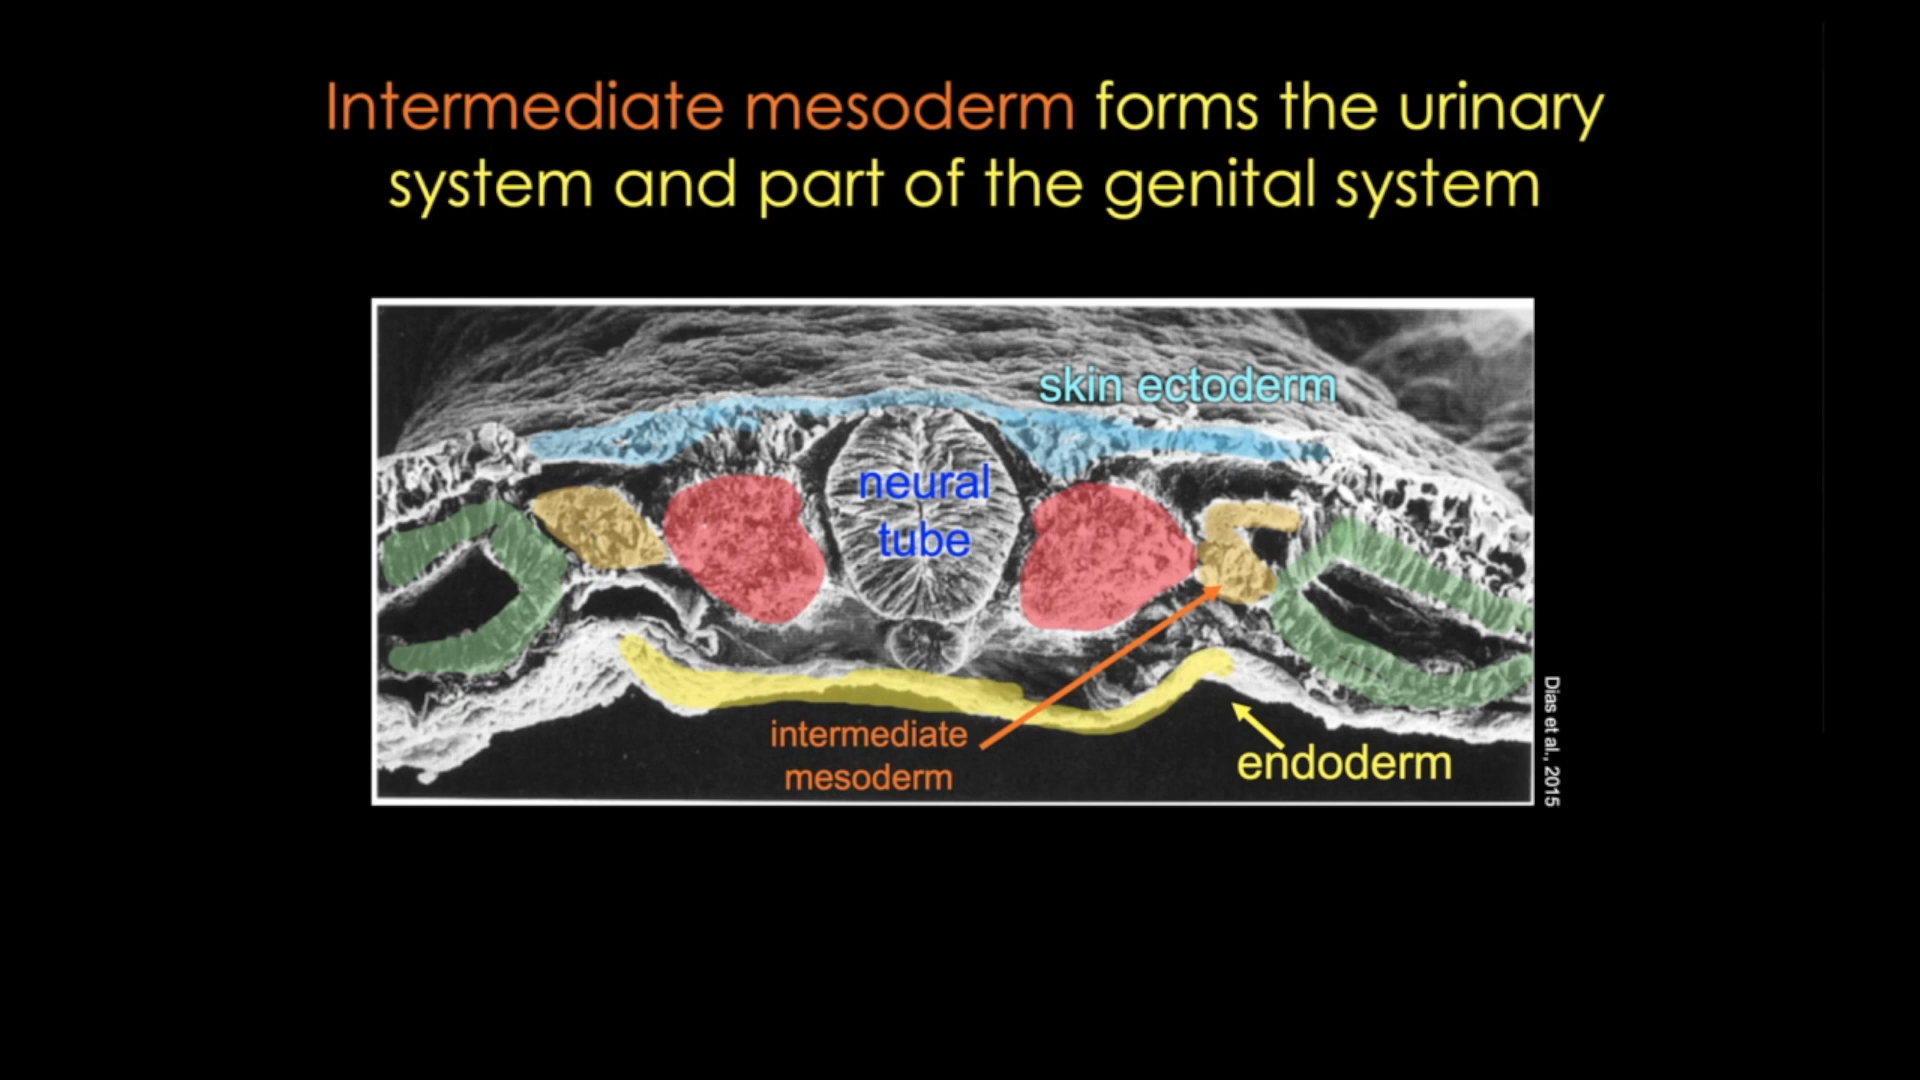 Intermediate mesoderm forms the urinary
system and part of the genital system
skin ectoderm
neural
tube
intermediate
mesoderm
endoderm
Dias et al., 2015